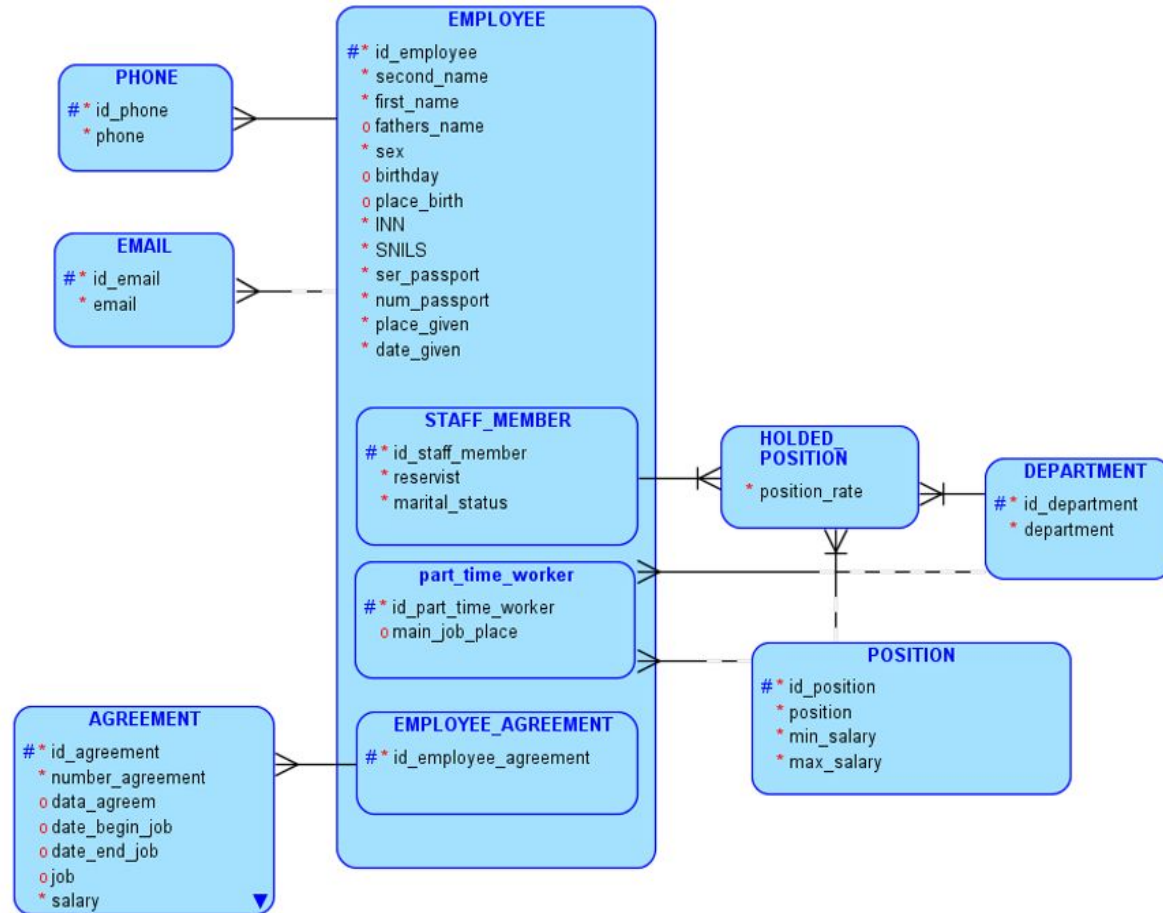 EMPLOYEE
#* id_employee
* second_name
* first_name
o fathers_name
* sex
o birthday
o place_birth
* INN
* SNILS
* ser_passport
* num_passport
* place_given
* date_given
PHONE
#* id_phone
* phone
EMAIL
#* id_email
* email
STAFF_MEMBER
#* id_staff_member
* reservist
* marital_status
HOLDED_
POSITION
* position_rate
DEPARTMENT
#* id_department
* department
part_time_worker
#* id_part_time_worker
o main_job_place
POSITION
#* id_position
* position
* min_salary
* max_salary
EMPLOYEE_AGREEMENT
#* id_employee_agreement
AGREEMENT
#* id_agreement
* number_agreement
o data_agreem
o date_begin_job
o date_end_job
o job
* salary